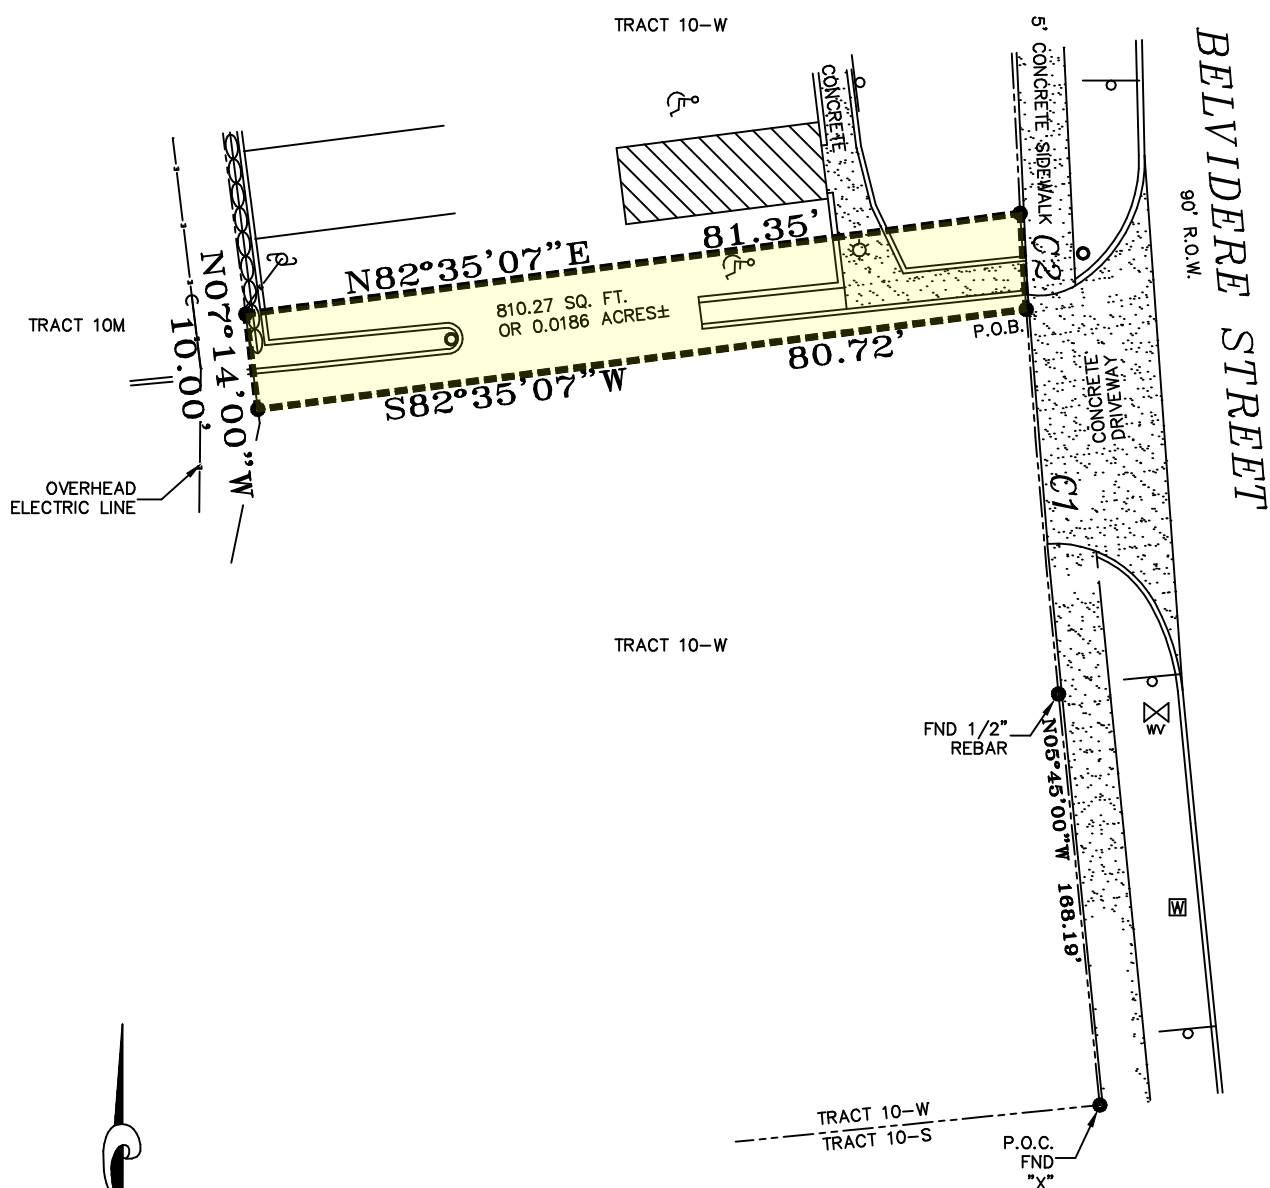 TRACT 10-W
5' CONCRETE SIDEWALK
BELVIDERE STREET
90' R.O.W.
CONCRETE
C2
N82°35'07"E
81.35'
810.27 SQ. FT.
OR 0.0186 ACRES±
TRACT 10M
N07°14'00"W
10.00'
P.O.B.
80.72'
S82°35'07"W
CONCRETE
DRIVEWAY
C1
OVERHEAD
ELECTRIC LINE
TRACT 10-W
FND 1/2"
REBAR
WV
N05°45'00"W 168.19'
W
TRACT 10-W
TRACT 10-S
P.O.C.
FND
"X"